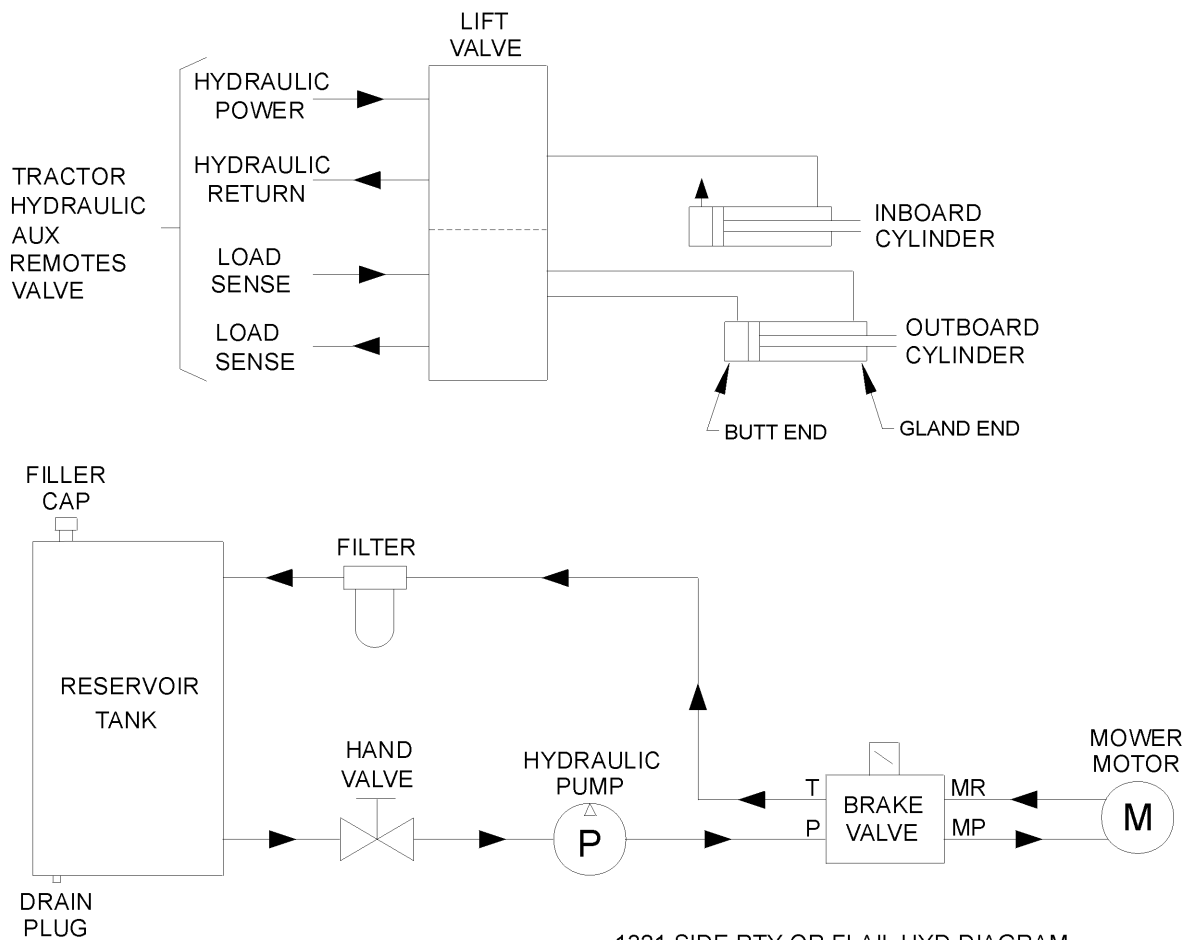 LIFT
VALVE
HYDRAULIC
POWER
HYDRAULIC
RETURN
LOAD
SENSE
LOAD
SENSE
TRACTOR
HYDRAULIC
AUX
REMOTES
VALVE
INBOARD
CYLINDER
OUTBOARD
CYLINDER
BUTT END
GLAND END
FILLER
CAP
FILTER
RESERVOIR
TANK
HAND
VALVE
HYDRAULIC
PUMP
P
T
P
BRAKE
VALVE
MR
MP
MOWER
MOTOR
M
DRAIN
PLUG